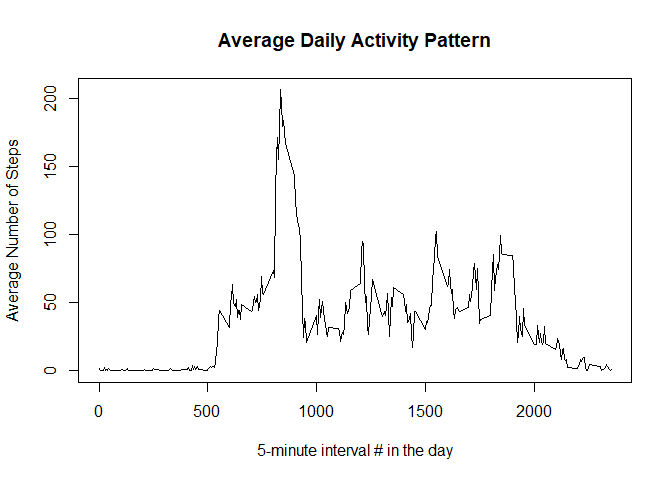 Average Daily Activity Pattern
Average Number of Steps
200
150
100
50
0
0 500 1000 1500 2000
5-minute interval # in the day